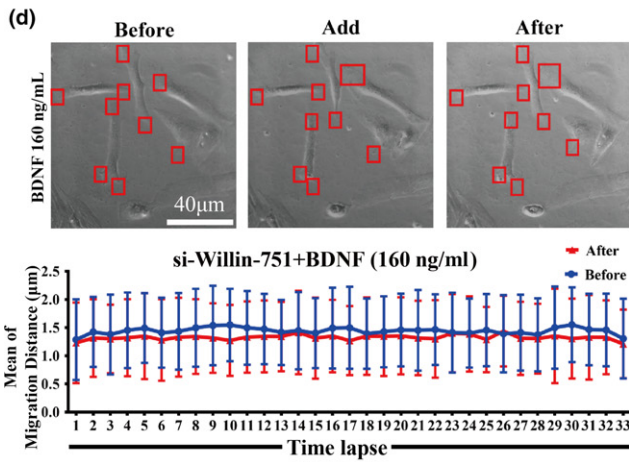 (d)
Before Add After
BDNF 160 ng/mL
40μm
si-Willin-751+BDNF (160 ng/ml)
After
Before
Mean of
Migration Distance (μm)
2.5
2.0
1.5
1.0
0.5
0.0
1 2 3 4 5 6 7 8 9 10 11 12 13 14 15 16 17 18 19 20 21 22 23 24 25 26 27 28 29 30 31 32 33
Time lapse